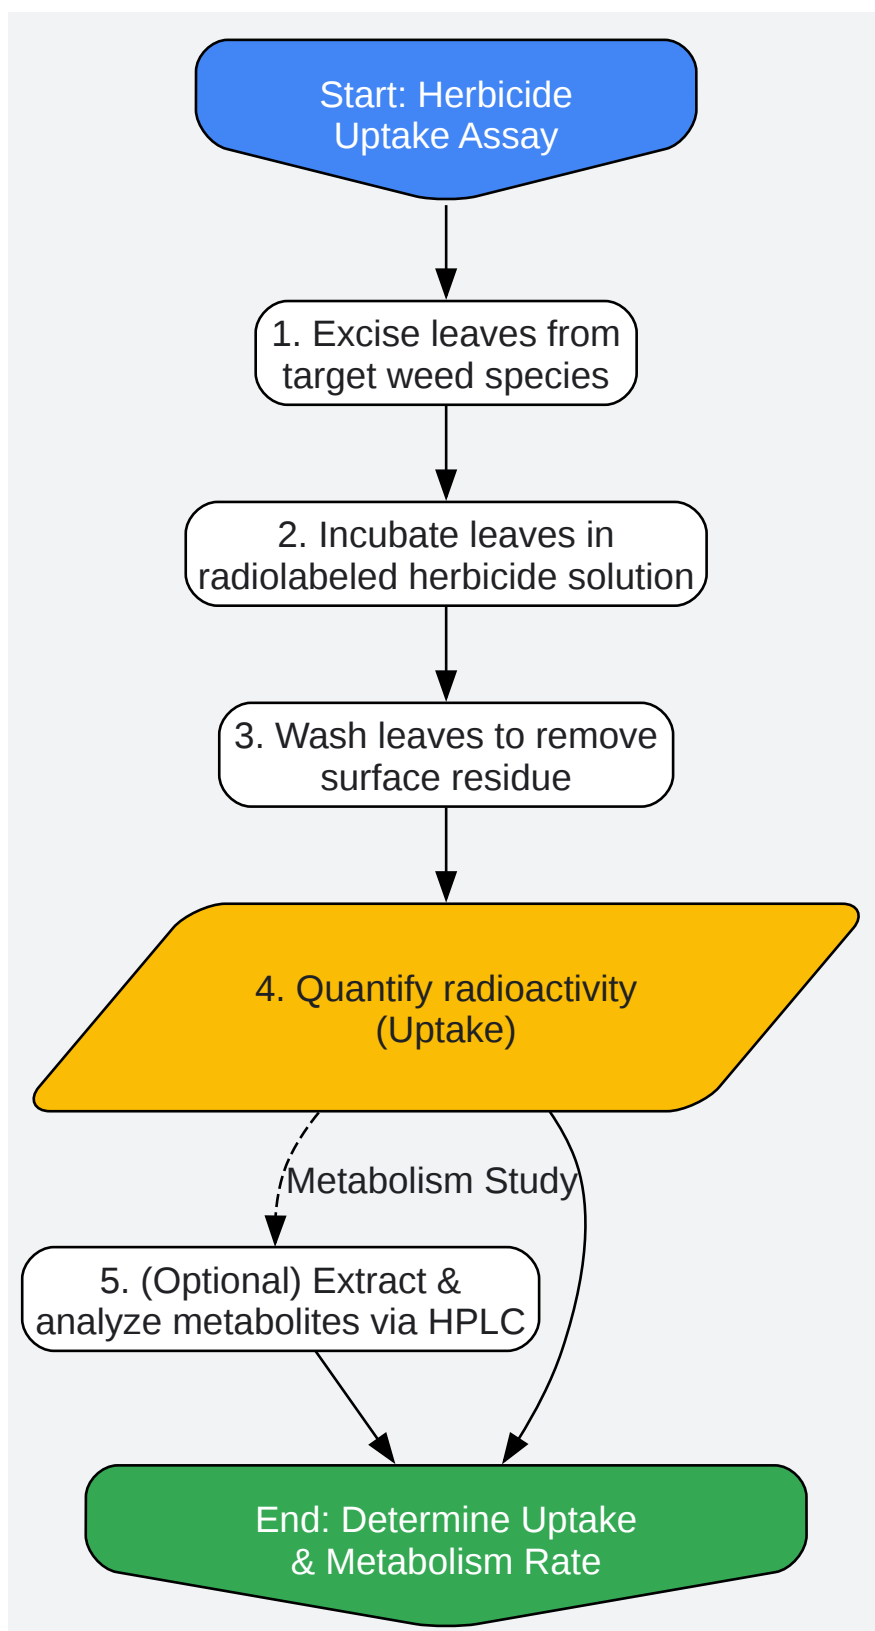 Start: Herbicide
Uptake Assay
1. Excise leaves from
target weed species
2. Incubate leaves in
radiolabeled herbicide solution
3. Wash leaves to remove
surface residue
4. Quantify radioactivity
(Uptake)
Metabolism Study
5. (Optional) Extract &
analyze metabolites via HPLC
End: Determine Uptake
& Metabolism Rate